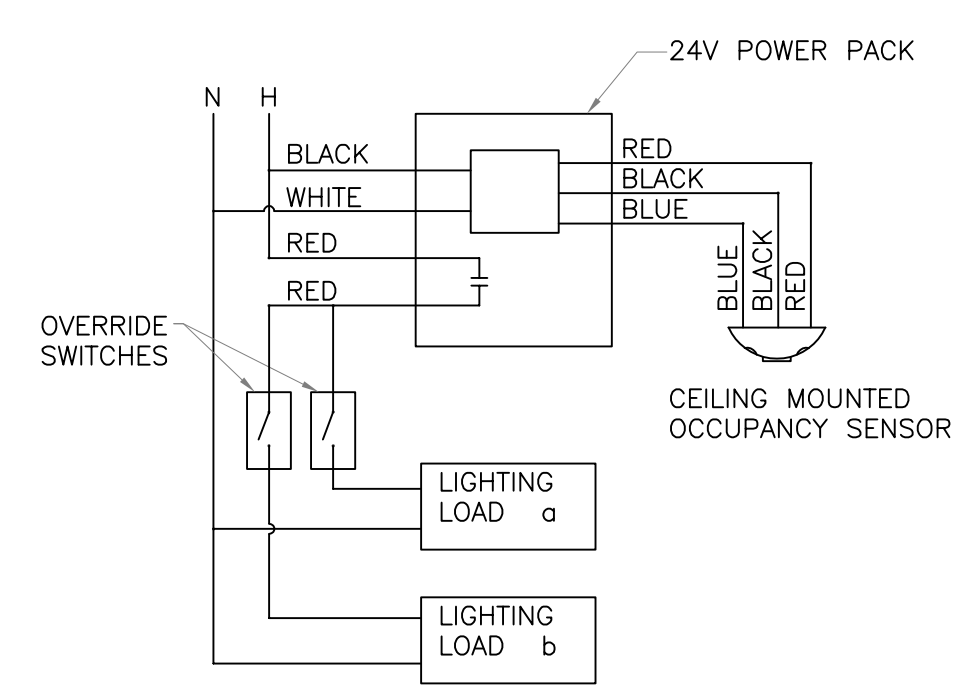 24V POWER PACK
N H
BLACK
WHITE
RED
RED
RED
BLACK
BLUE
BLUE
BLACK
RED
OVERRIDE
SWITCHES
CEILING MOUNTED
OCCUPANCY SENSOR
LIGHTING
LOAD a
LIGHTING
LOAD b